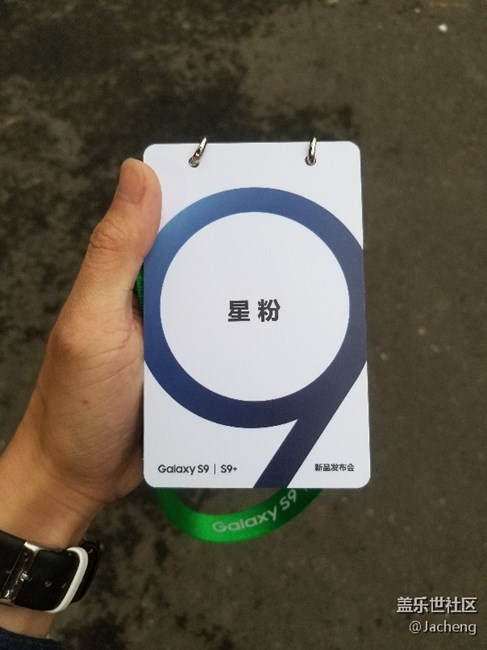 星粉
Galaxy S9 | S9+
新品发布会
Galaxy S9
盖乐世社区
@Jacheng